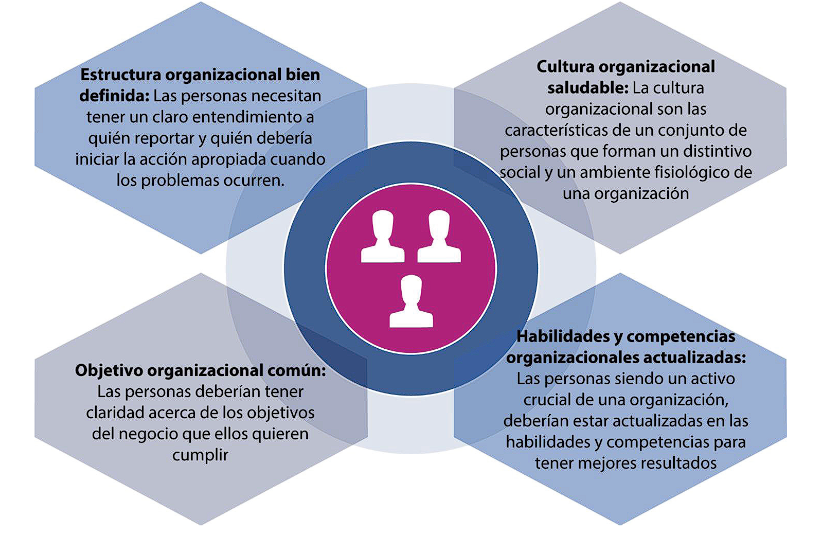 Estructura organizacional bien
definida: Las personas necesitan
tener un claro entendimiento a
quién reportar y quién debería
iniciar la acción apropiada cuando
los problemas ocurren.
Cultura organizacional
saludable: La cultura
organizacional son las
características de un conjunto de
personas que forman un distintivo
social y un ambiente fisiológico de
una organización
Objetivo organizacional común:
Las personas deberían tener
claridad acerca de los objetivos
del negocio que ellos quieren
cumplir
Habilidades y competencias
organizacionales actualizadas:
Las personas siendo un activo
crucial de una organización,
deberían estar actualizadas en las
habilidades y competencias para
tener mejores resultados